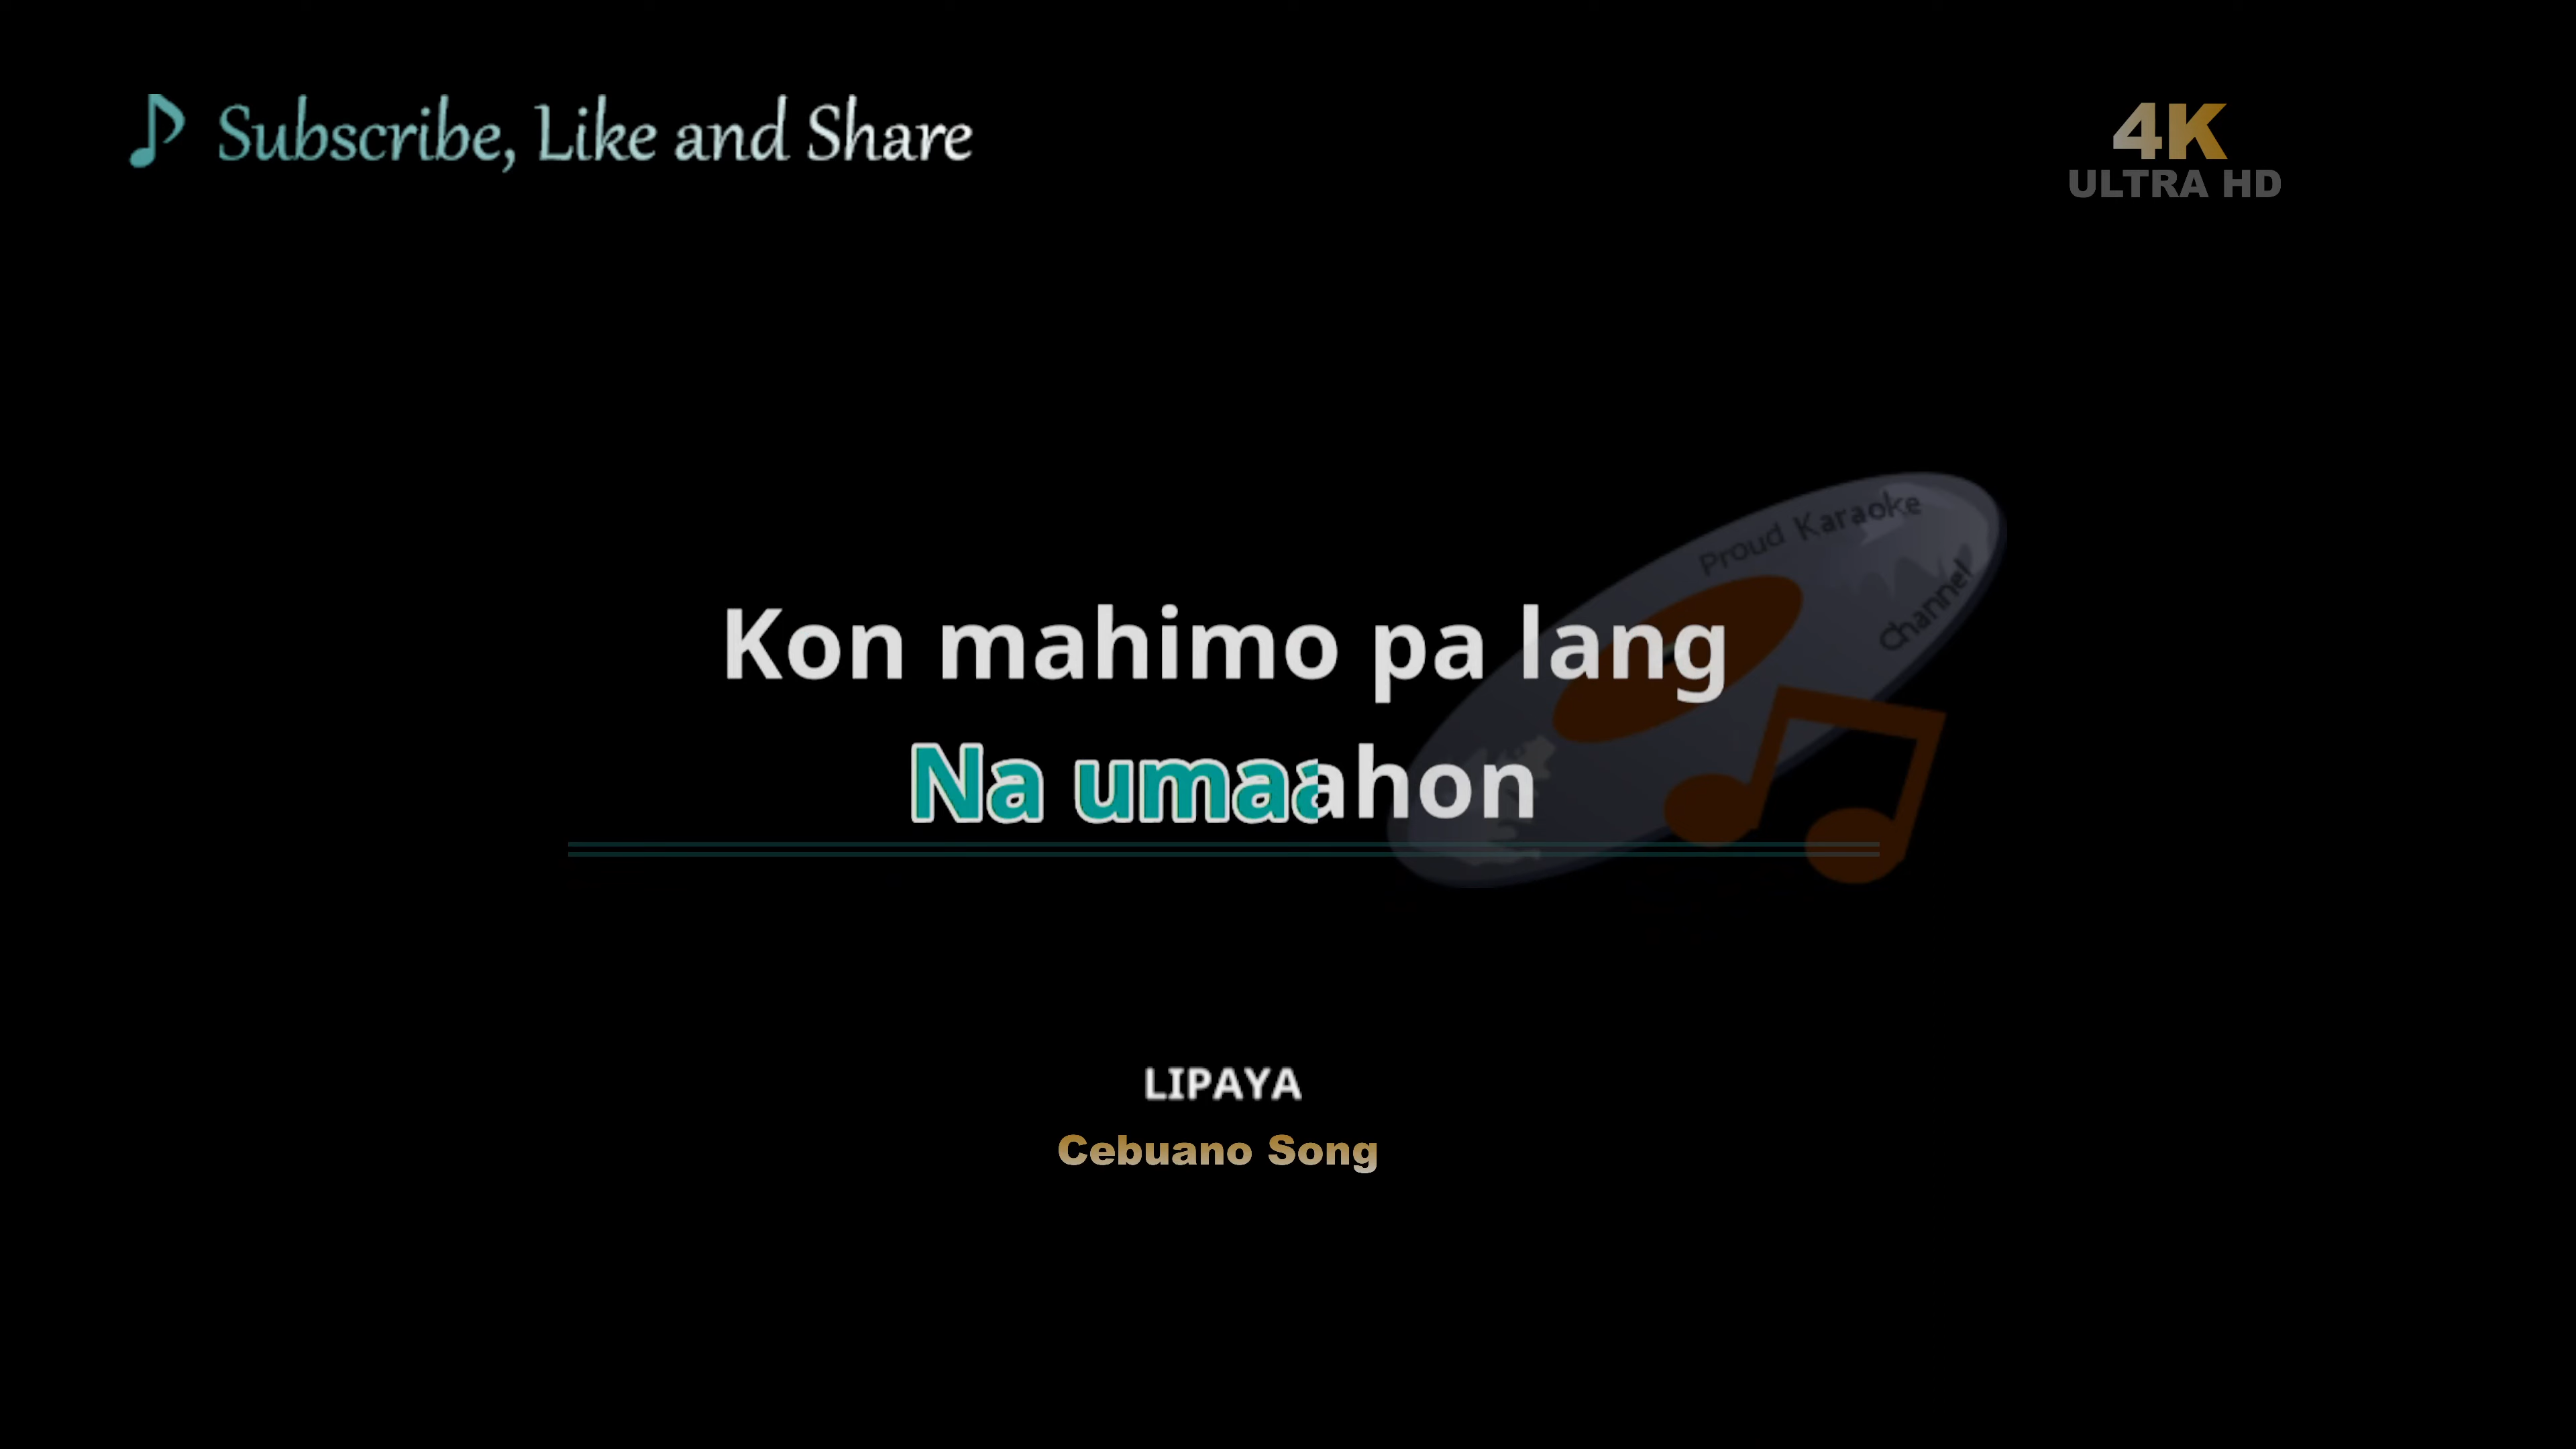 Subscribe, Like and Share
4K
ULTRA HD
Proud Karaoke
channel
Kon mahimo pa lang
Na umaahon
LIPAYA
Cebuano Song